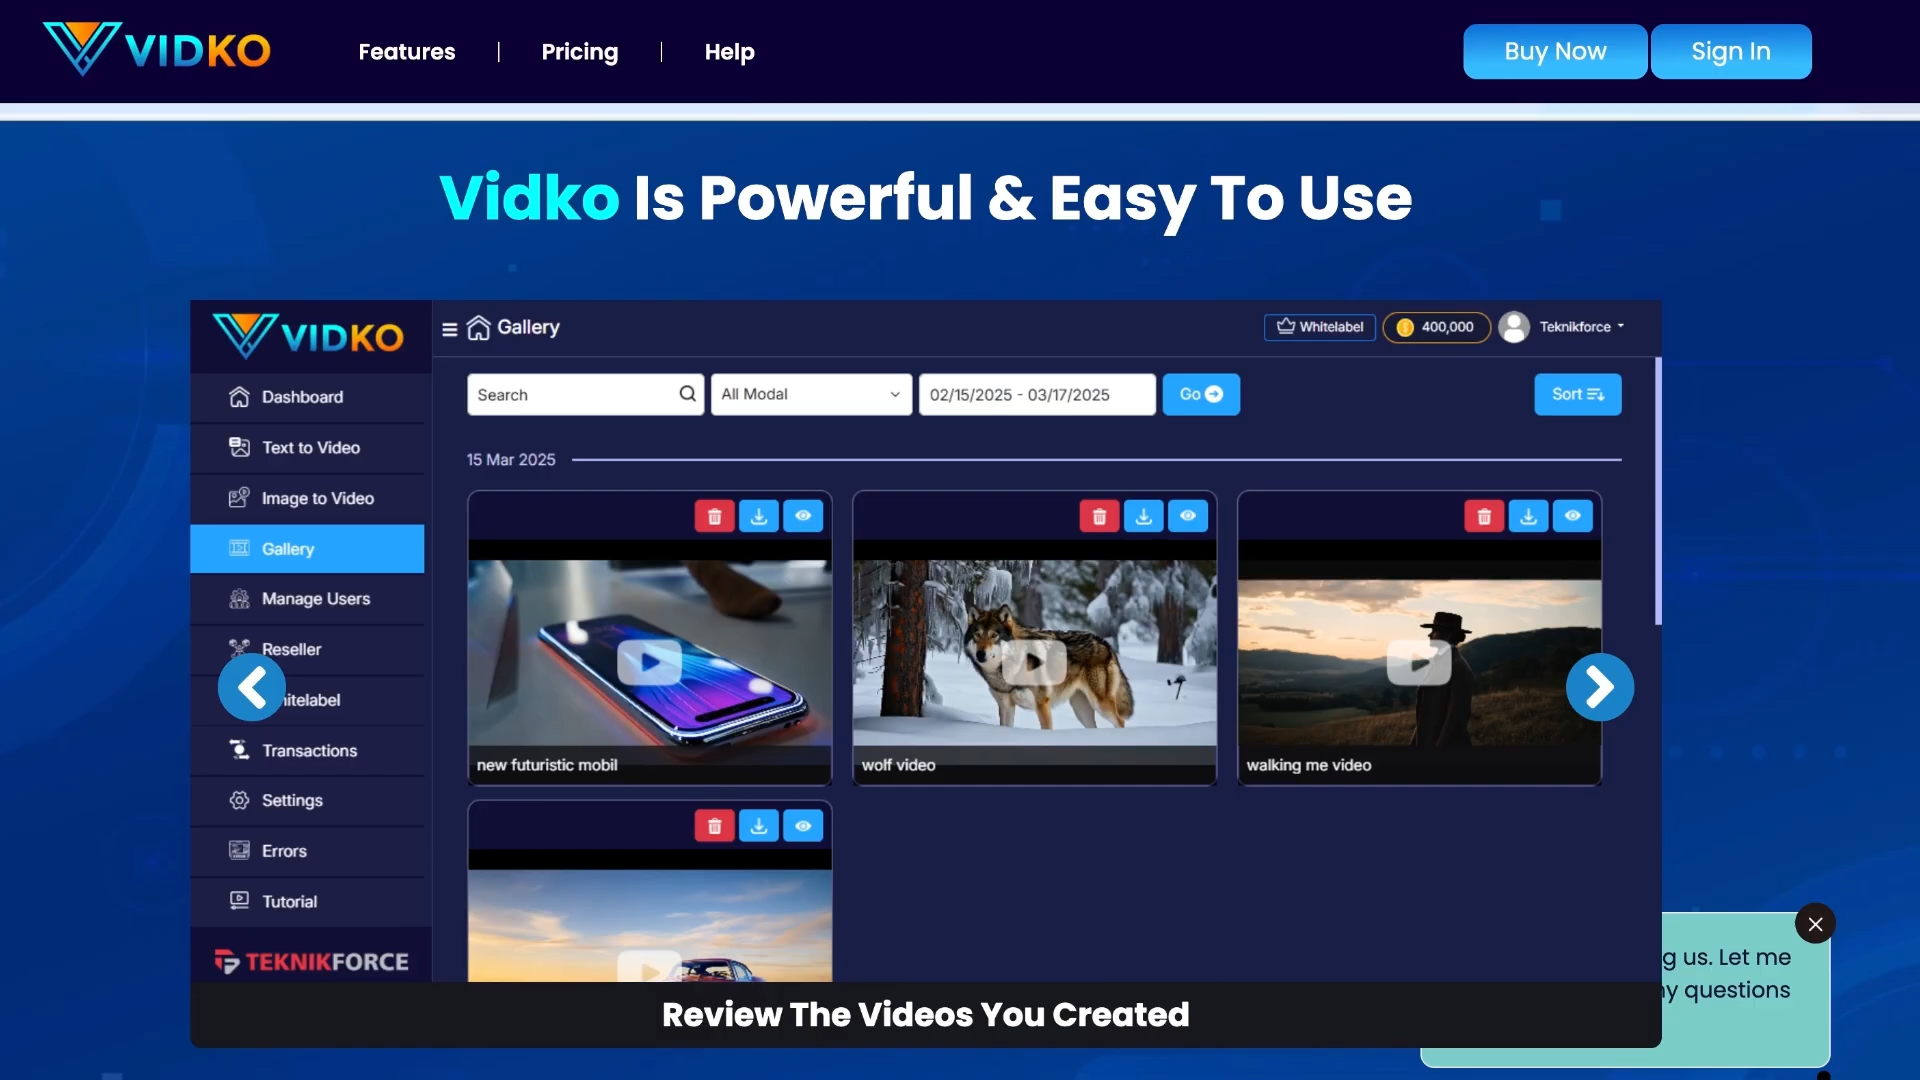 VIDKO
Features | Pricing | Help
Buy Now
Sign In
Vidko Is Powerful & Easy To Use
VIDKO
Gallery
Whitelabel
400,000
Teknikforce
Dashboard
Text to Video
Image to Video
Gallery
Manage Users
Reseller
itelabel
Transactions
Settings
Errors
Tutorial
TEKNIKFORCE
Search
All Modal
02/15/2025 - 03/17/2025
Go
Sort
15 Mar 2025
new futuristic mobil
wolf video
walking me video
Review The Videos You Created
g us. Let me
y questions